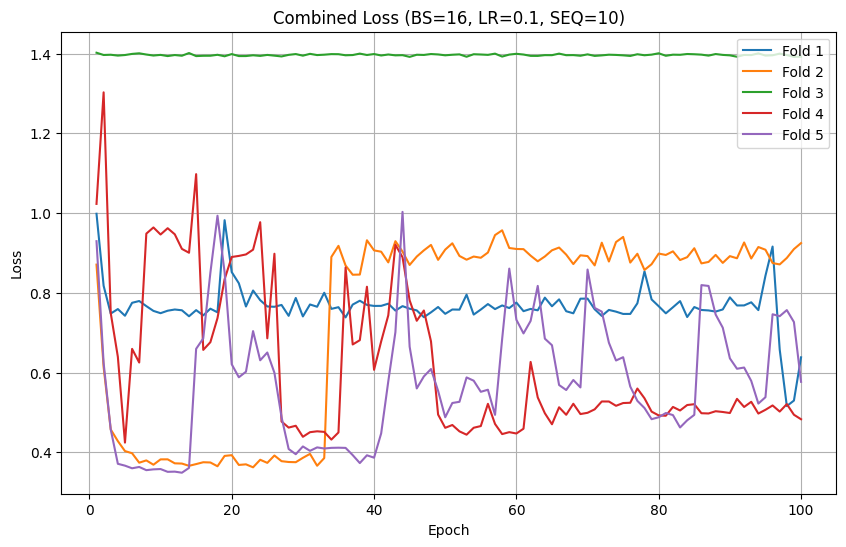 Combined Loss (BS=16, LR=0.1, SEQ=10)
Fold 1
Fold 2
Fold 3
Fold 4
Fold 5
1.4
1.2
1.0
0.8
0.6
0.4
Loss
0 20 40 60 80 100
Epoch